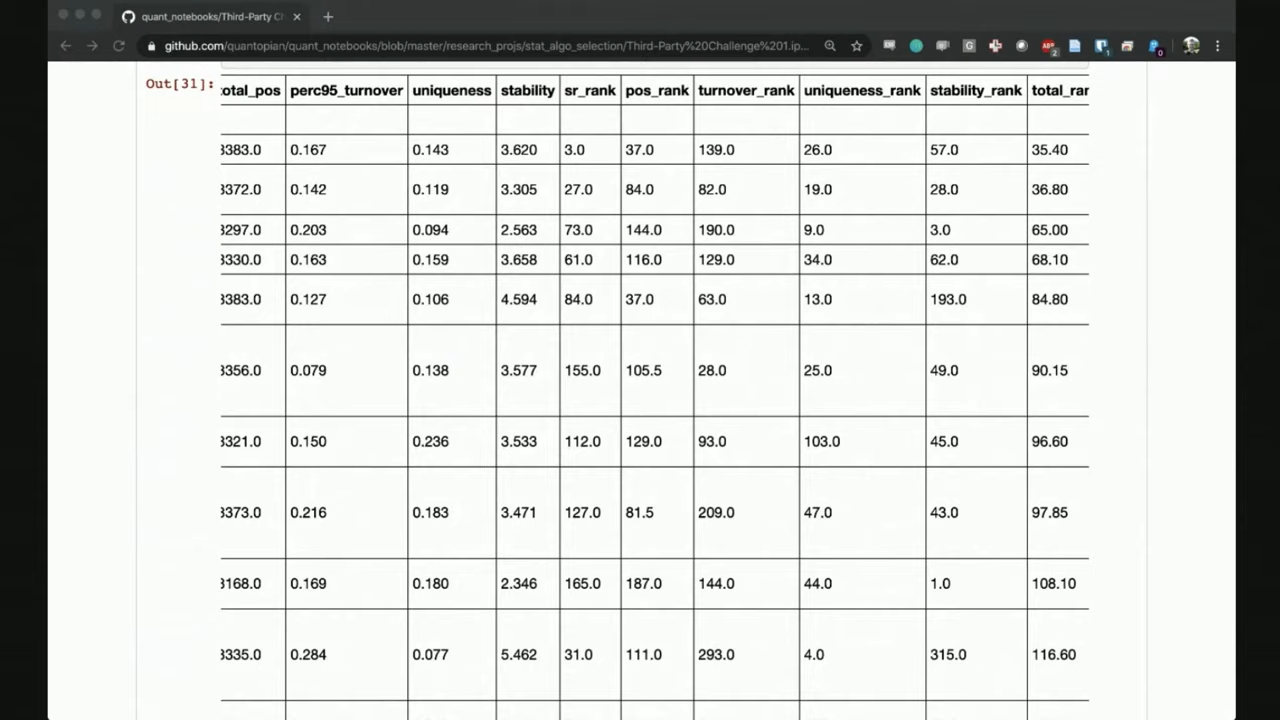 quant_notebooks/Third-Party Ch
github.com/quantopian/quant_notebooks/blob/master/research_projs/stat_algo_selection/Third-Party%20Challenge%201.ip...
Out[31]:
total_pos perc95_turnover uniqueness stability sr_rank pos_rank turnover_rank uniqueness_rank stability_rank total_ran
3383.0 0.167 0.143 3.620 3.0 37.0 139.0 26.0 57.0 35.40
3372.0 0.142 0.119 3.305 27.0 84.0 82.0 19.0 28.0 36.80
3297.0 0.203 0.094 2.563 73.0 144.0 190.0 9.0 3.0 65.00
3330.0 0.163 0.159 3.658 61.0 116.0 129.0 34.0 62.0 68.10
3383.0 0.127 0.106 4.594 84.0 37.0 63.0 13.0 193.0 84.80
3356.0 0.079 0.138 3.577 155.0 105.5 28.0 25.0 49.0 90.15
3321.0 0.150 0.236 3.533 112.0 129.0 93.0 103.0 45.0 96.60
3373.0 0.216 0.183 3.471 127.0 81.5 209.0 47.0 43.0 97.85
3168.0 0.169 0.180 2.346 165.0 187.0 144.0 44.0 1.0 108.10
3335.0 0.284 0.077 5.462 31.0 111.0 293.0 4.0 315.0 116.60